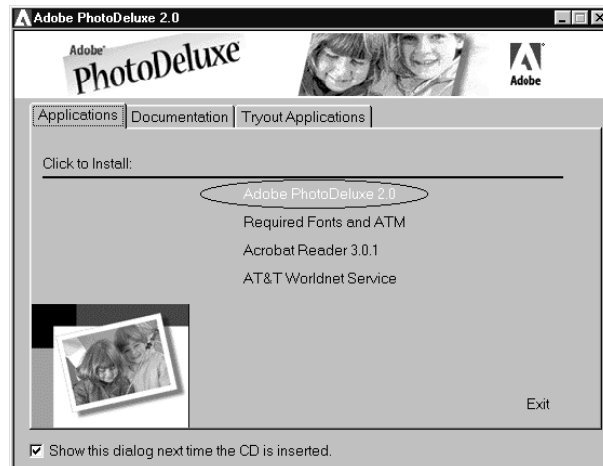 Adobe PhotoDeluxe 2.0
Adobe
PhotoDeluxe
Adobe
Applications Documentation Tryout Applications
Click to Install:
Adobe PhotoDeluxe 2.0
Required Fonts and ATM
Acrobat Reader 3.0.1
AT&T Worldnet Service
Exit
Show this dialog next time the CD is inserted.